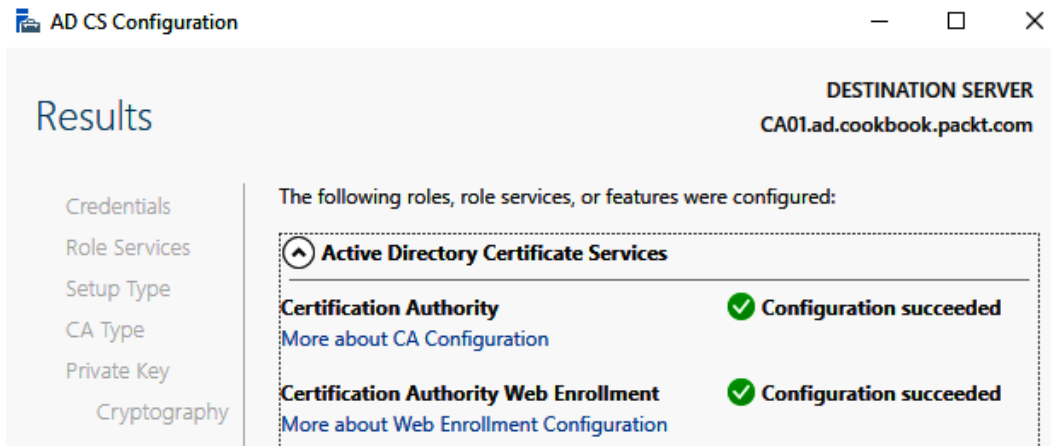 AD CS Configuration
Results
DESTINATION SERVER
CA01.ad.cookbook.packt.com
Credentials
Role Services
Setup Type
CA Type
Private Key
Cryptography
The following roles, role services, or features were configured:
Active Directory Certificate Services
Certification Authority
Configuration succeeded
More about CA Configuration
Certification Authority Web Enrollment
Configuration succeeded
More about Web Enrollment Configuration